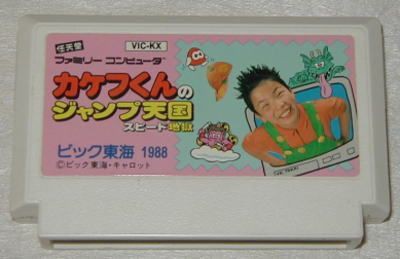 任天堂
VIC-KX
ファミリー コンピュータ
カケフくんの
ジャンプ天国
スピード地獄
ビック東海 1988
©ビック東海・キャロット